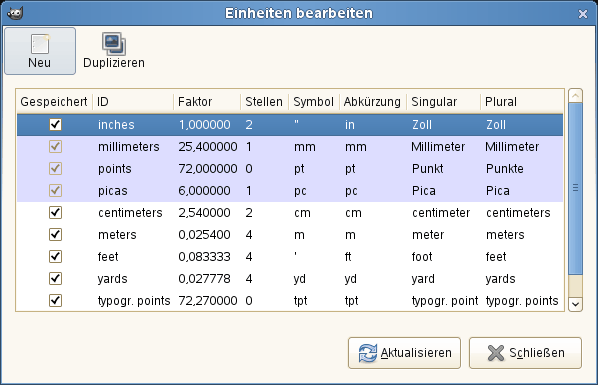 Einheiten bearbeiten
Neu Duplizieren
Gespeichert ID Faktor Stellen Symbol Abkürzung Singular Plural
inches 1,000000 2 " in Zoll Zoll
millimeters 25,400000 1 mm mm Millimeter Millimeter
points 72,000000 0 pt pt Punkt Punkte
picas 6,000000 1 pc pc Pica Pica
centimeters 2,540000 2 cm cm centimeter centimeters
meters 0,025400 4 m m meter meters
feet 0,083333 4 ' ft foot feet
yards 0,027778 4 yd yd yard yards
typogr. points 72,270000 0 tpt tpt typogr. point typogr. points
Aktualisieren Schließen